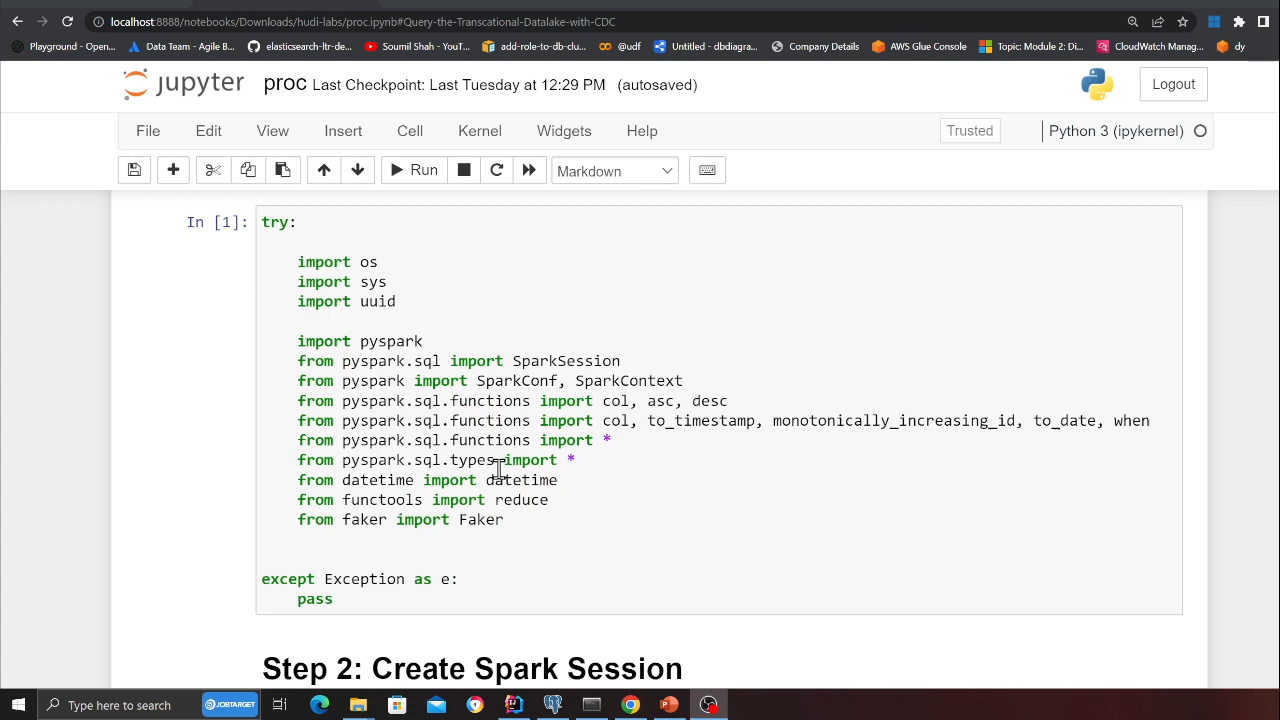 localhost:8888/notebooks/Downloads/hudi-labs/proc.ipynb#Query-the-Transcational-Datalake-with-CDC
Playground - Open... Data Team - Agile B... elasticsearch-ltr-de... Soumil Shah - YouT... add-role-to-db-clu... @udf Untitled - dbdiagra... Company Details AWS Glue Console Topic: Module 2: Di... CloudWatch Manag... dy
jupyter proc Last Checkpoint: Last Tuesday at 12:29 PM (autosaved) Logout
File Edit View Insert Cell Kernel Widgets Help Trusted Python 3 (ipykernel)
Run Markdown
In [1]: try:
import os
import sys
import uuid
import pyspark
from pyspark.sql import SparkSession
from pyspark import SparkConf, SparkContext
from pyspark.sql.functions import col, asc, desc
from pyspark.sql.functions import col, to_timestamp, monotonically_increasing_id, to_date, when
from pyspark.sql.functions import *
from pyspark.sql.types import *
from datetime import datetime
from functools import reduce
from faker import Faker
except Exception as e:
pass
Step 2: Create Spark Session
Type here to search JOBTARGET